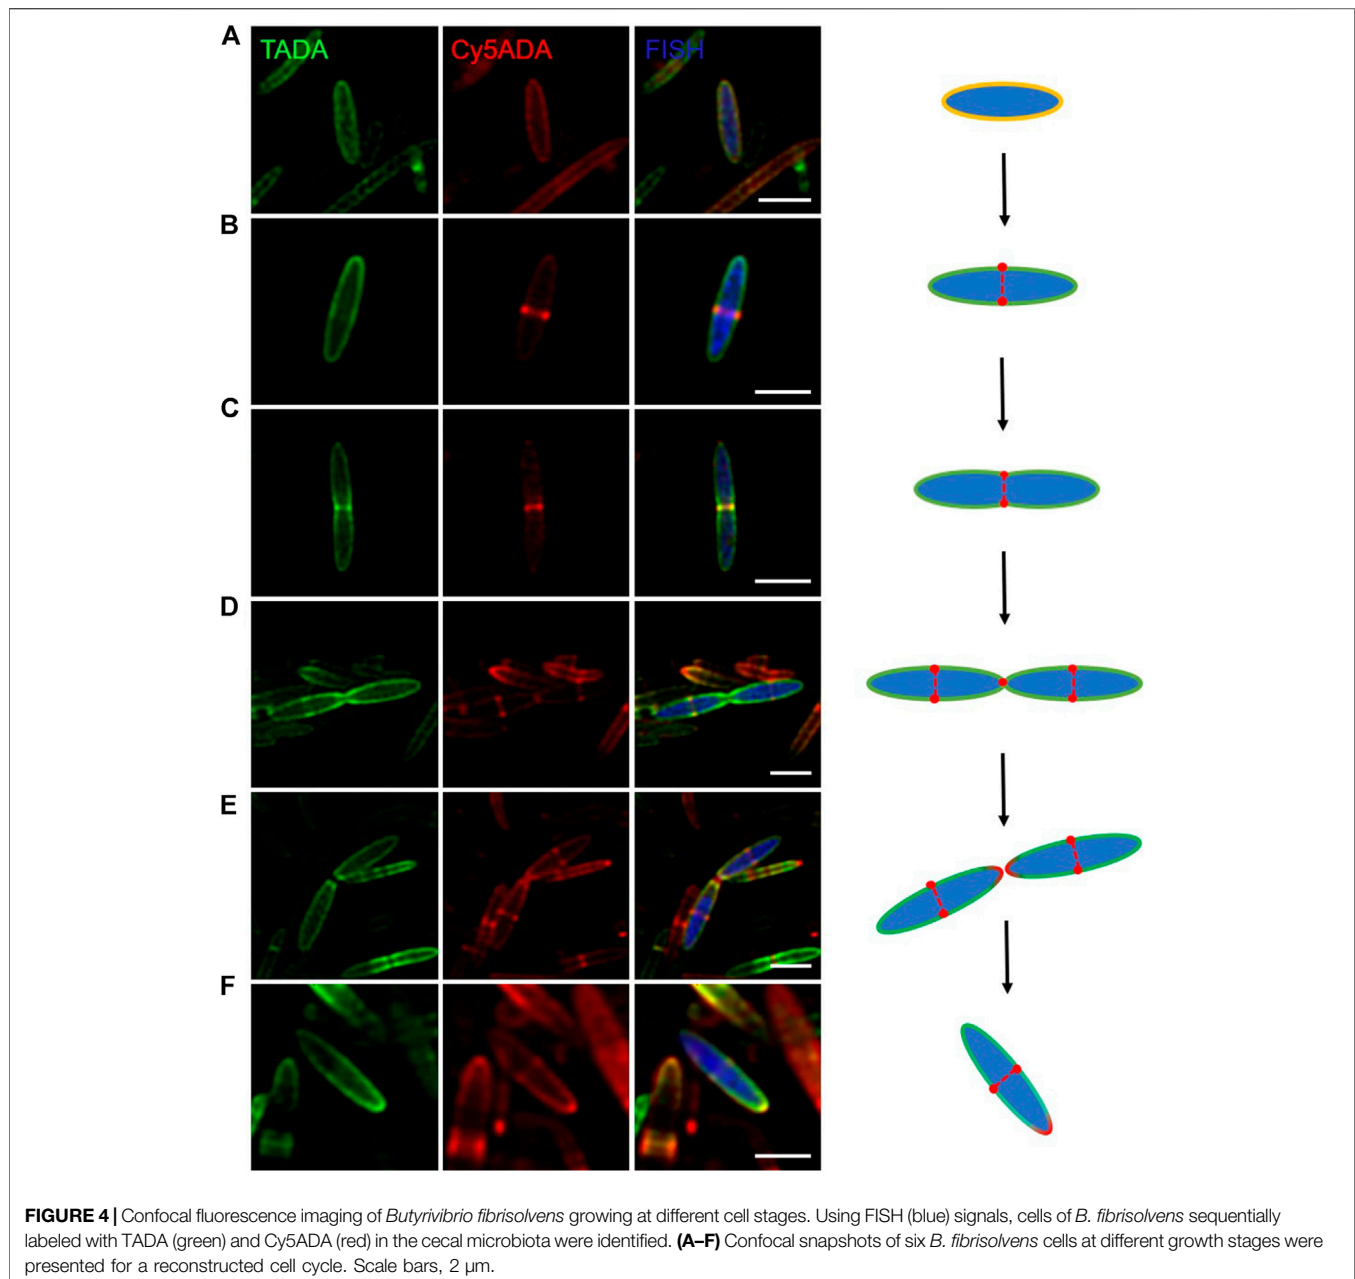 A
TADA
Cy5ADA
FISH
B
C
D
E
F
FIGURE 4 | Confocal fluorescence imaging of Butyrivibrio fibrisolvens growing at different cell stages. Using FISH (blue) signals, cells of B. fibrisolvens sequentially
labeled with TADA (green) and Cy5ADA (red) in the cecal microbiota were identified. (A–F) Confocal snapshots of six B. fibrisolvens cells at different growth stages were
presented for a reconstructed cell cycle. Scale bars, 2 μm.